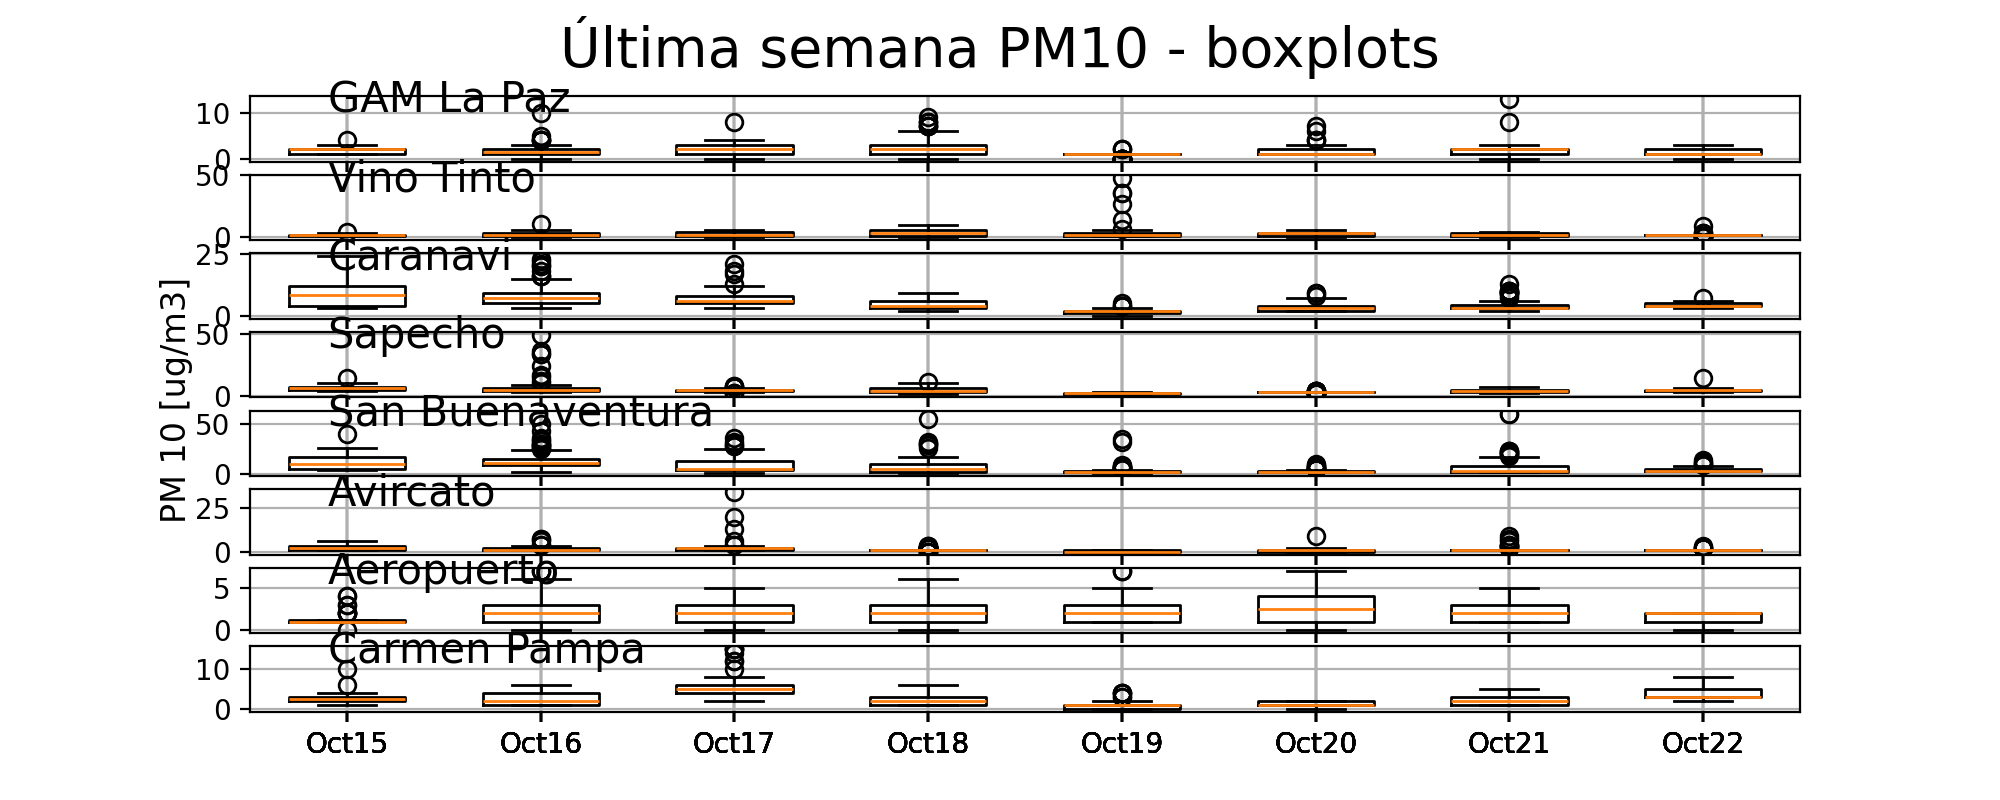 Última semana PM10 - boxplots
GAM La Paz
10
0
Vino Tinto
50
0
Caranavi
25
0
Sapecho
50
0
San Buenaventura
50
0
Avircato
25
0
Aeropuerto
5
0
Carmen Pampa
10
0
PM 10 [ug/m3]
Oct15 Oct16 Oct17 Oct18 Oct19 Oct20 Oct21 Oct22